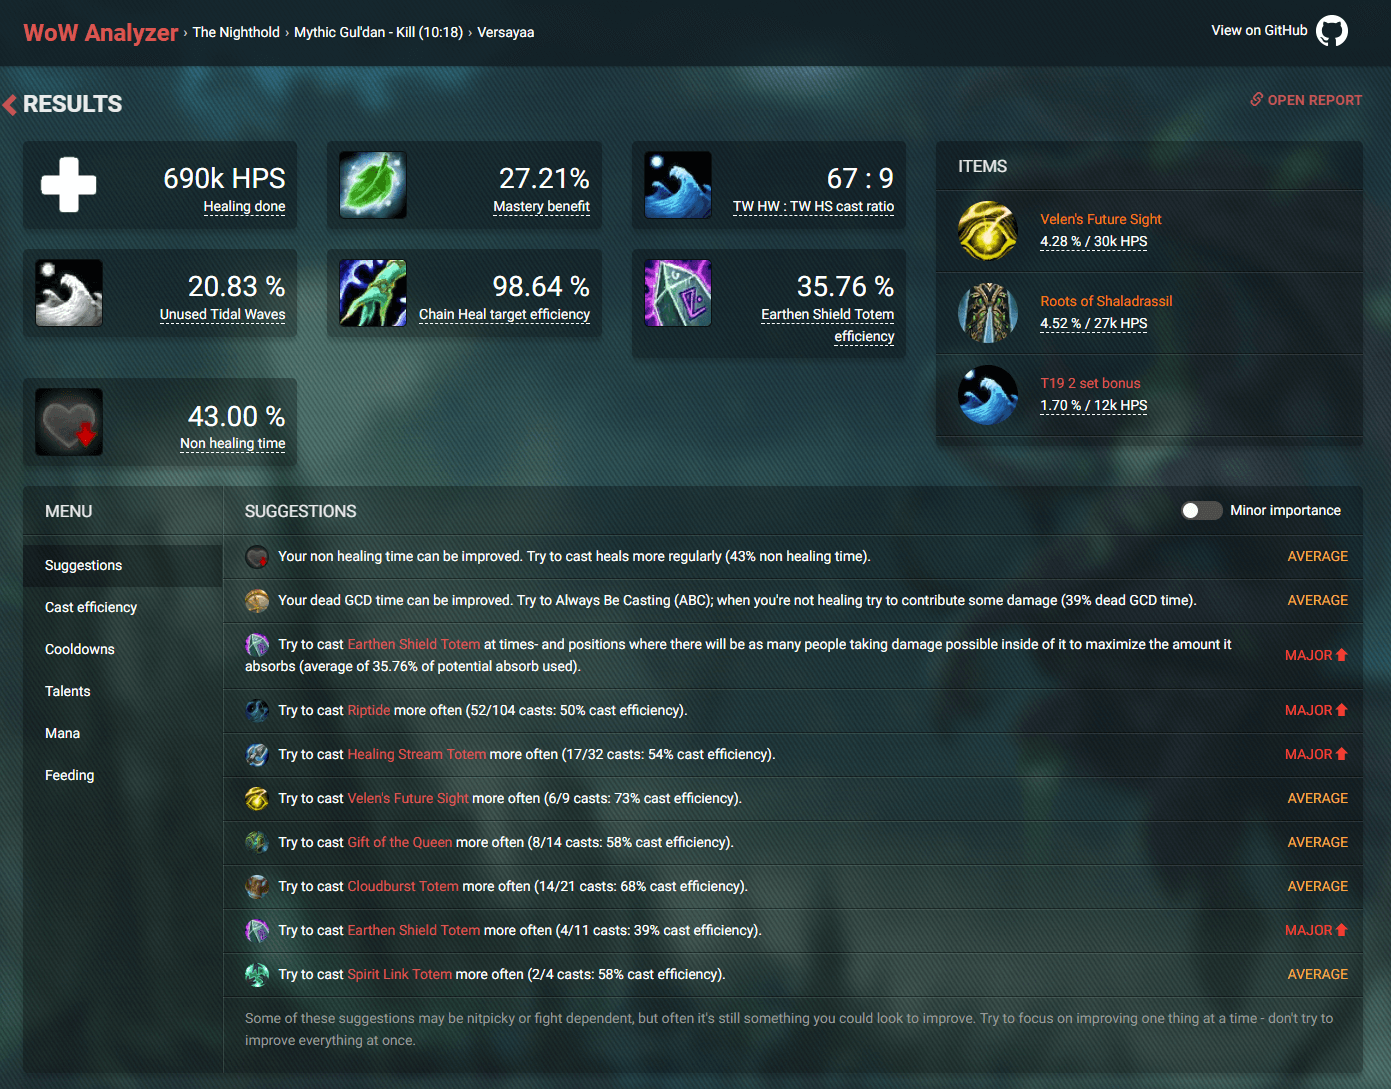 WoW Analyzer › The Nighthold › Mythic Gul'dan - Kill (10:18) › Versayaa
View on GitHub
RESULTS
OPEN REPORT
690k HPS
Healing done
27.21%
Mastery benefit
67 : 9
TW HW : TW HS cast ratio
20.83 %
Unused Tidal Waves
98.64 %
Chain Heal target efficiency
35.76 %
Earthen Shield Totem
efficiency
43.00 %
Non healing time
ITEMS
Velen's Future Sight
4.28 % / 30k HPS
Roots of Shaladrassil
4.52 % / 27k HPS
T19 2 set bonus
1.70 % / 12k HPS
MENU
Suggestions
Cast efficiency
Cooldowns
Talents
Mana
Feeding
SUGGESTIONS
Minor importance
Your non healing time can be improved. Try to cast heals more regularly (43% non healing time).
AVERAGE
Your dead GCD time can be improved. Try to Always Be Casting (ABC); when you're not healing try to contribute some damage (39% dead GCD time).
AVERAGE
Try to cast Earthen Shield Totem at times- and positions where there will be as many people taking damage possible inside of it to maximize the amount it
absorbs (average of 35.76% of potential absorb used).
MAJOR
Try to cast Riptide more often (52/104 casts: 50% cast efficiency).
MAJOR
Try to cast Healing Stream Totem more often (17/32 casts: 54% cast efficiency).
MAJOR
Try to cast Velen's Future Sight more often (6/9 casts: 73% cast efficiency).
AVERAGE
Try to cast Gift of the Queen more often (8/14 casts: 58% cast efficiency).
AVERAGE
Try to cast Cloudburst Totem more often (14/21 casts: 68% cast efficiency).
AVERAGE
Try to cast Earthen Shield Totem more often (4/11 casts: 39% cast efficiency).
MAJOR
Try to cast Spirit Link Totem more often (2/4 casts: 58% cast efficiency).
AVERAGE
Some of these suggestions may be nitpicky or fight dependent, but often it's still something you could look to improve. Try to focus on improving one thing at a time - don't try to
improve everything at once.